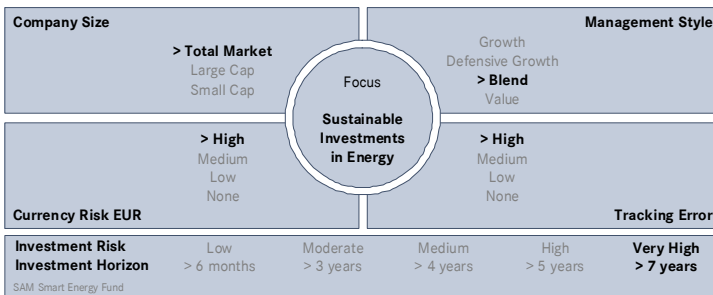 Company Size
> Total Market
Large Cap
Small Cap
Management Style
Growth
Defensive Growth
> Blend
Value
Focus
Sustainable
Investments
in Energy
> High
Medium
Low
None
Currency Risk EUR
> High
Medium
Low
None
Tracking Error
Investment Risk Low Moderate Medium High Very High
Investment Horizon > 6 months > 3 years > 4 years > 5 years > 7 years
SAM Smart Energy Fund